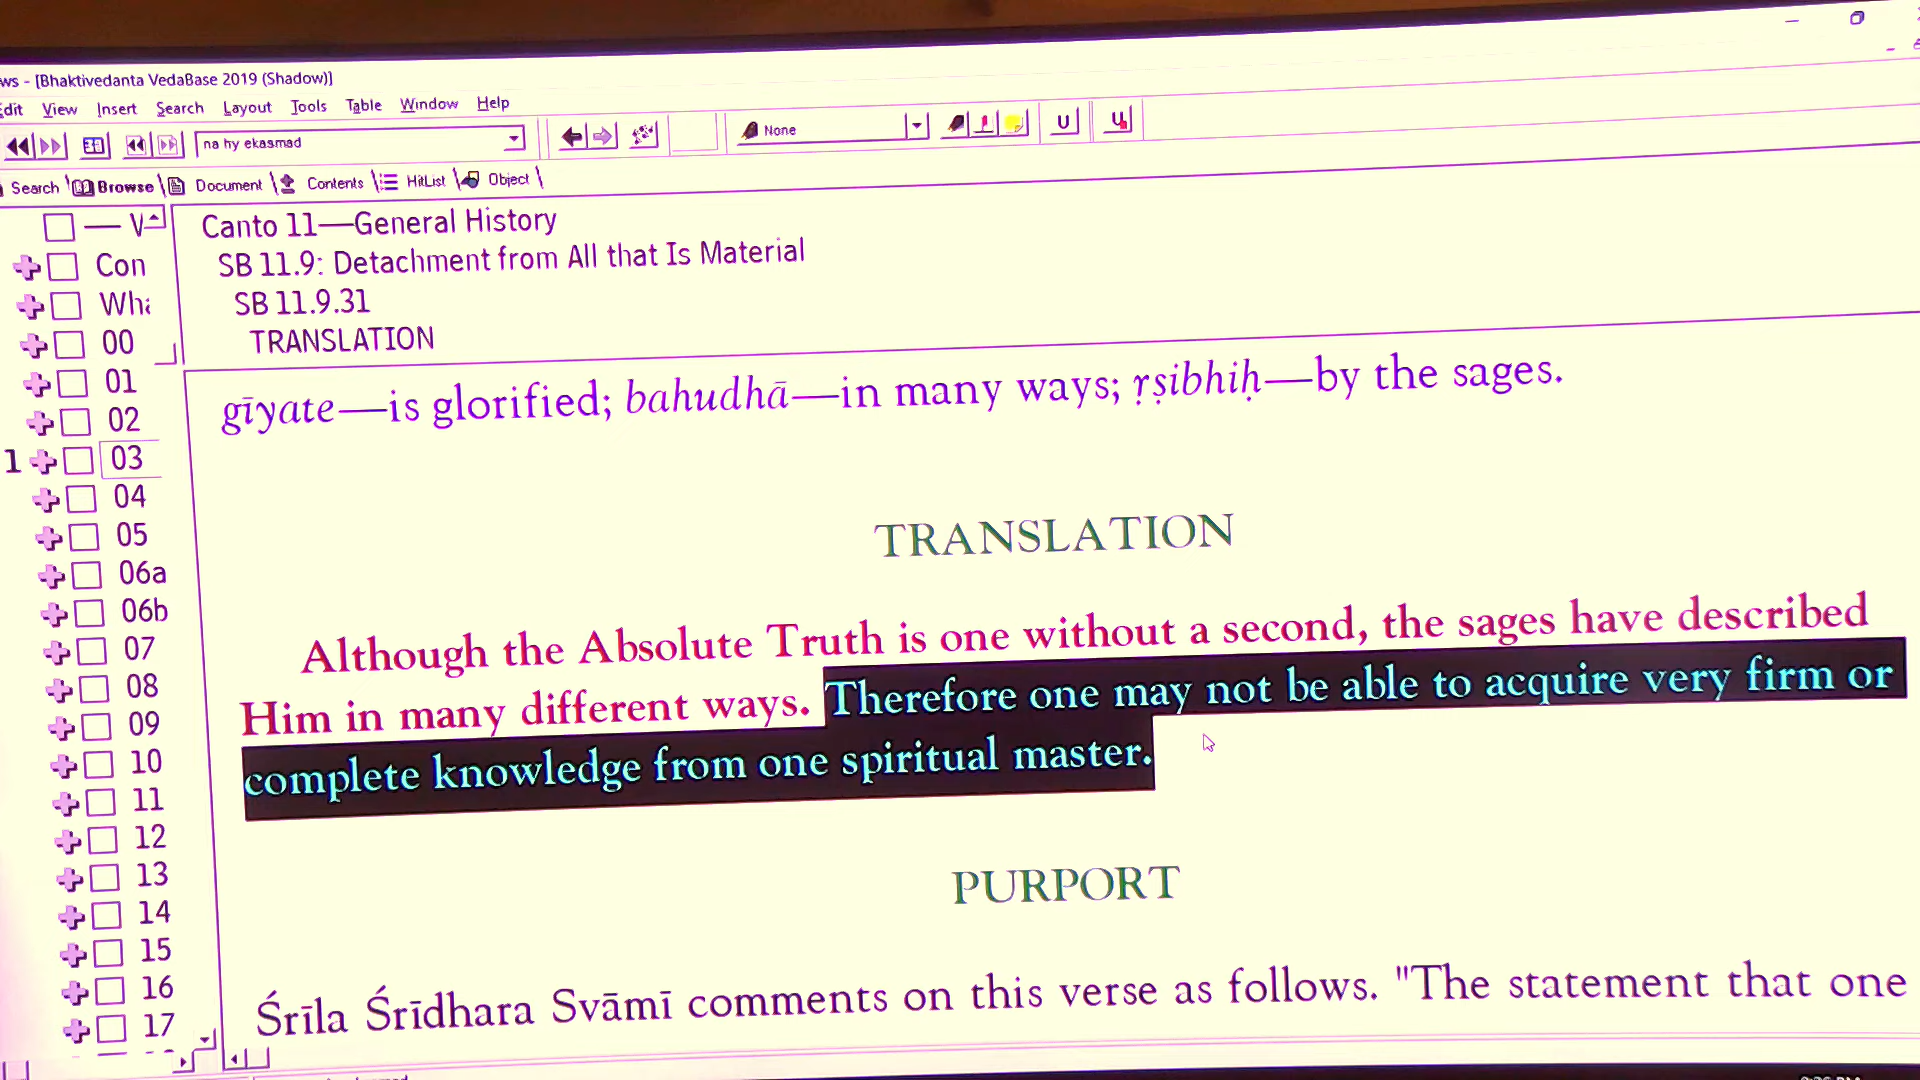 ws - [Bhaktivedanta VedaBase 2019 (Shadow)]
Edit View Insert Search Layout Tools Table Window Help
na hy ekasmad
None
U
Search Browse Document Contents HitList Object
Canto 11—General History
SB 11.9: Detachment from All that Is Material
SB 11.9.31
TRANSLATION
Con
00
01
02
1 03
04
05
06a
06b
07
08
09
10
11
12
13
14
15
16
17
gīyate—is glorified; bahudhā—in many ways; ṛṣibhiḥ—by the sages.
TRANSLATION
Although the Absolute Truth is one without a second, the sages have described
Him in many different ways. Therefore one may not be able to acquire very firm or
complete knowledge from one spiritual master.
PURPORT
Śrīla Śrīdhara Svāmī comments on this verse as follows. "The statement that one